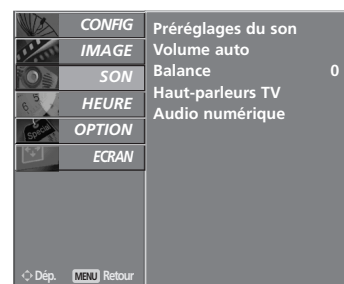 CONFIG
IMAGE
SON
HEURE
OPTION
ECRAN
Préréglages du son
Volume auto
Balance 0
Haut-parleurs TV
Audio numérique
Dép. MENU Retour